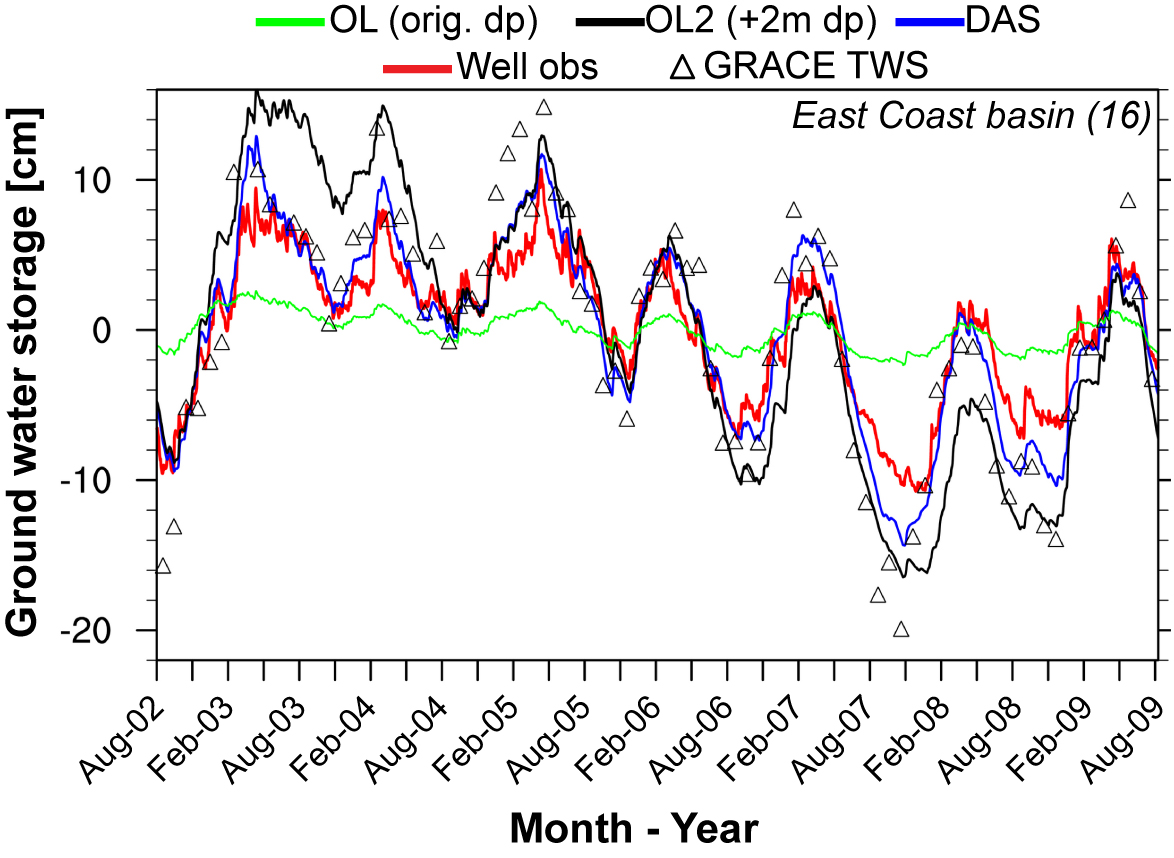 OL (orig. dp) OL2 (+2m dp) DAS
Well obs GRACE TWS
East Coast basin (16)
Ground water storage [cm]
10
0
-10
-20
Aug-02 Feb-03 Aug-03 Feb-04 Aug-04 Feb-05 Aug-05 Feb-06 Aug-06 Feb-07 Aug-07 Feb-08 Aug-08 Feb-09 Aug-09
Month - Year